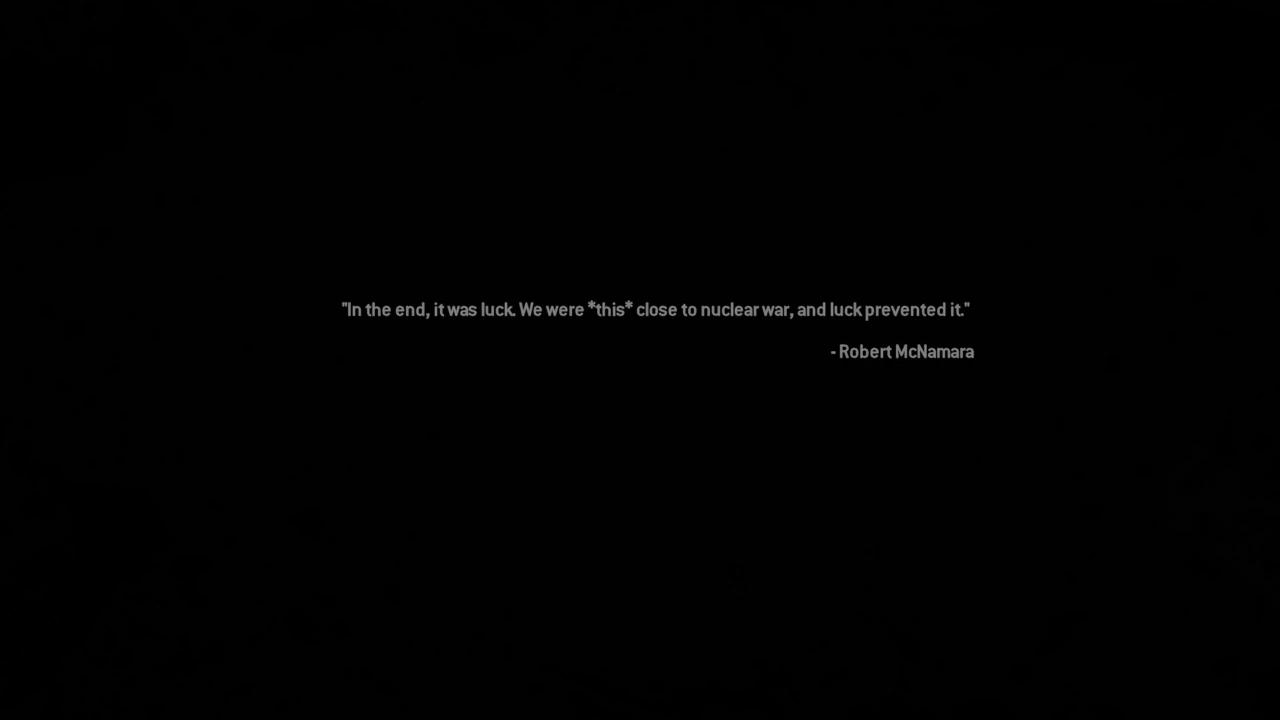 "In the end, it was luck. We were *this* close to nuclear war, and luck prevented it."
- Robert McNamara